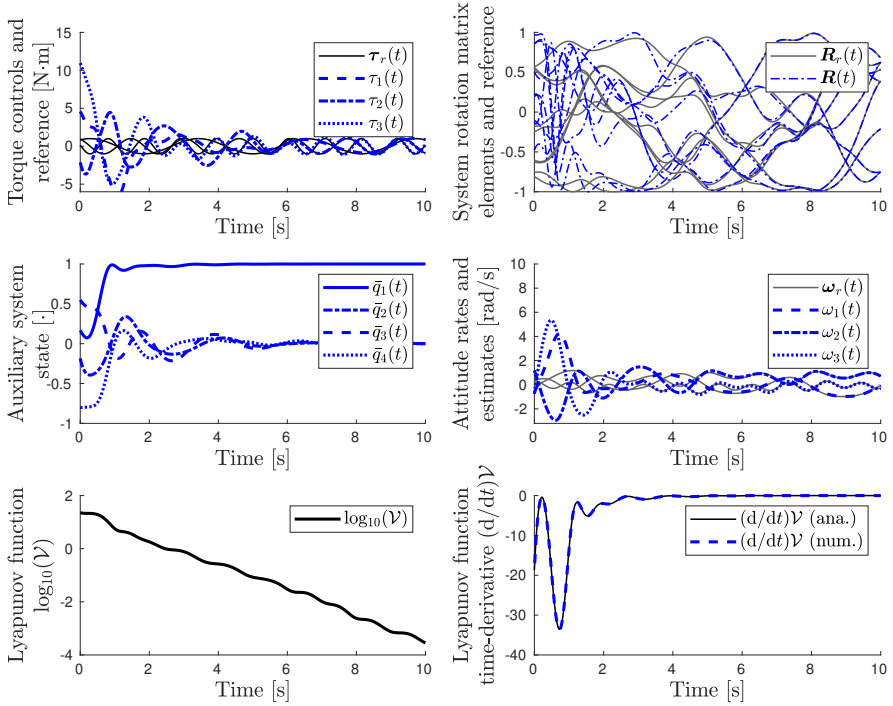 Torque controls and
reference [N·m]
15
10
5
0
-5
0
2
4
6
8
10
Time [s]
𝝉r(t)
τ1(t)
τ2(t)
τ3(t)
System rotation matrix
elements and reference
1
0.5
0
-0.5
-1
0
2
4
6
8
10
Time [s]
𝑹r(t)
𝑹(t)
Auxiliary system
state [·]
1
0.5
0
-0.5
-1
0
2
4
6
8
10
Time [s]
q̄1(t)
q̄2(t)
q̄3(t)
q̄4(t)
Attitude rates and
estimates [rad/s]
10
8
6
4
2
0
-2
0
2
4
6
8
10
Time [s]
𝝎r(t)
ω1(t)
ω2(t)
ω3(t)
Lyapunov function
log10(𝒱)
2
0
-2
-4
0
2
4
6
8
10
Time [s]
log10(𝒱)
Lyapunov function
time-derivative (d/dt)𝒱
0
-10
-20
-30
-40
0
2
4
6
8
10
Time [s]
(d/dt)𝒱 (ana.)
(d/dt)𝒱 (num.)